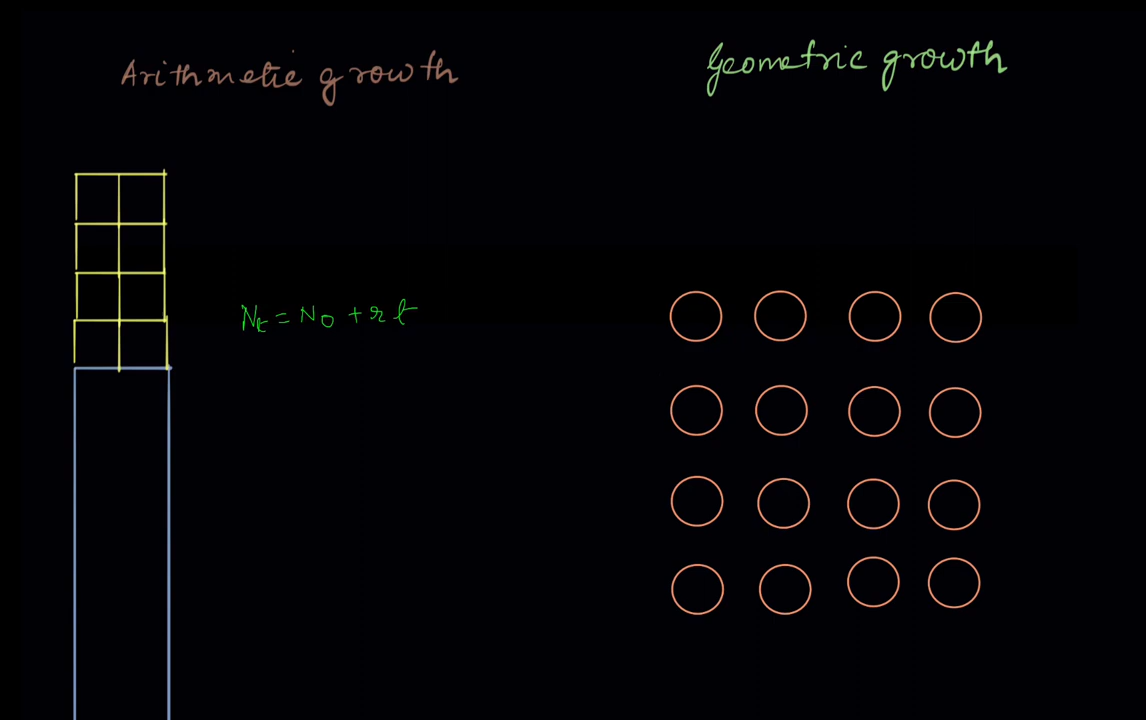 Arithmetic growth
Geometric growth
Nt = N0 + rt